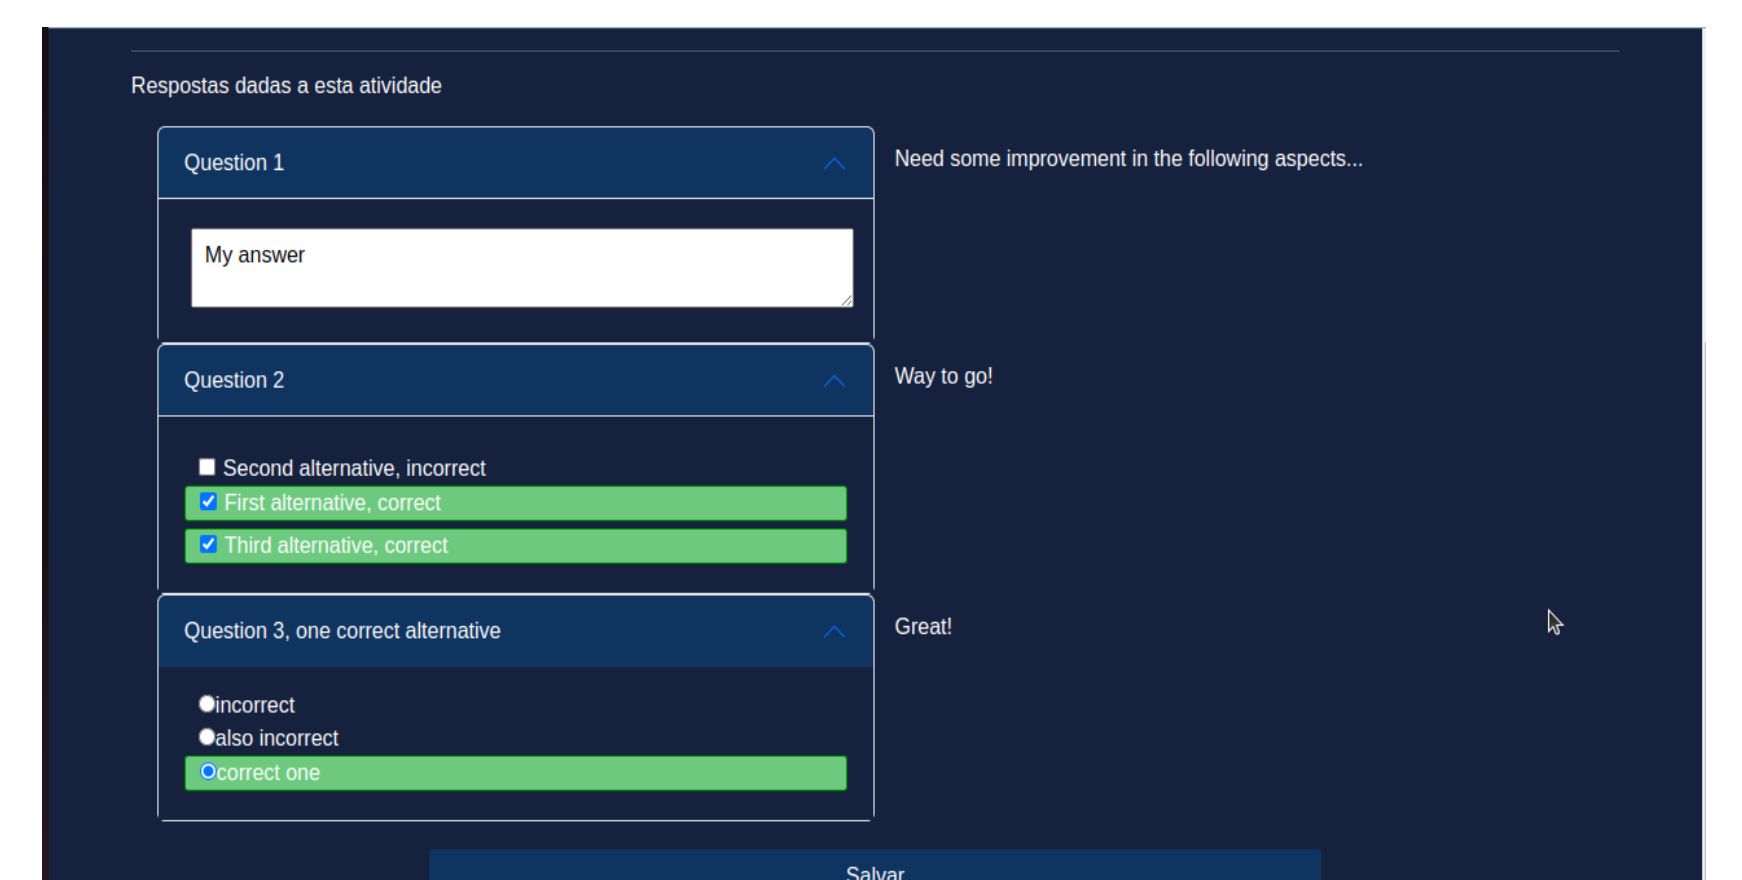 Respostas dadas a esta atividade
Question 1
Need some improvement in the following aspects...
My answer
Question 2
Way to go!
Second alternative, incorrect
First alternative, correct
Third alternative, correct
Question 3, one correct alternative
Great!
incorrect
also incorrect
correct one
Salvar